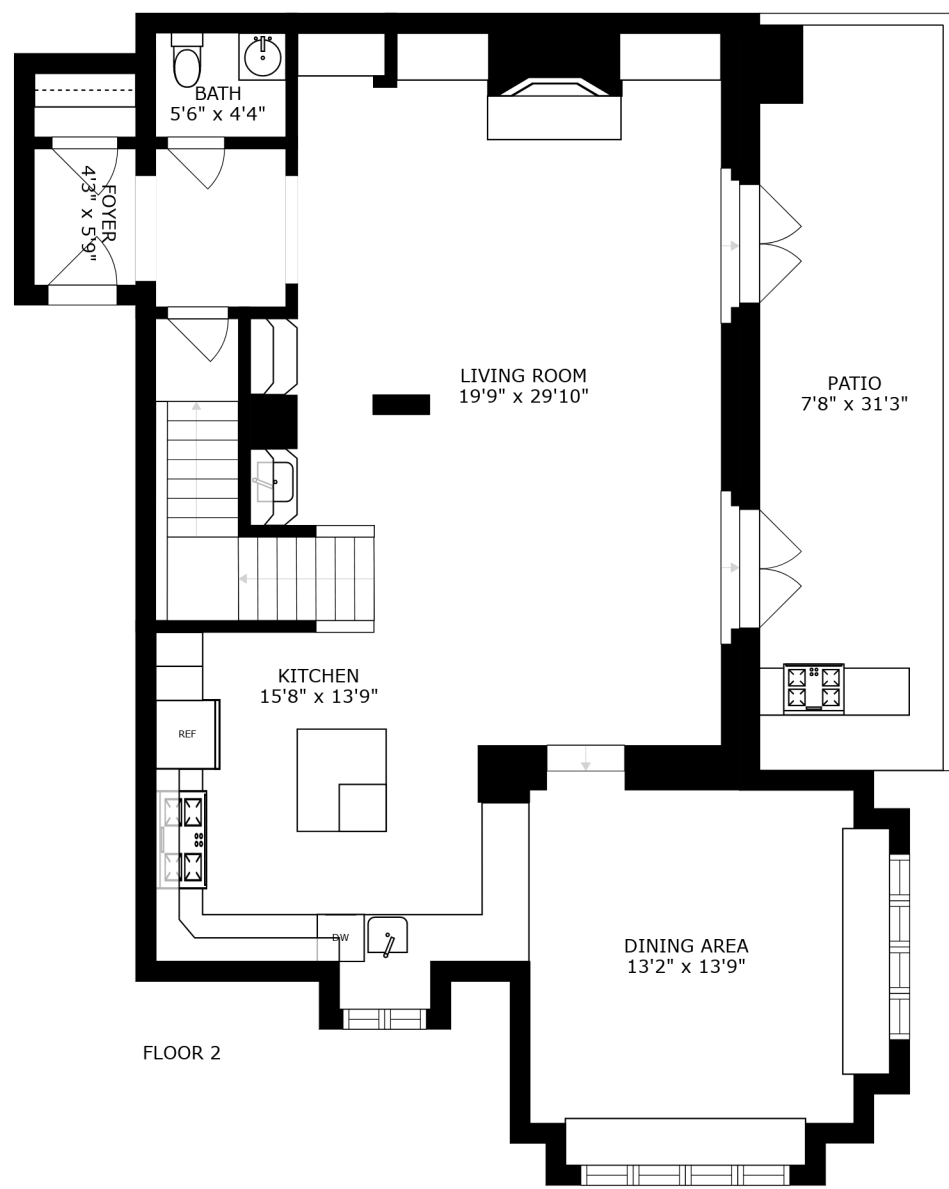 BATH
5'6" x 4'4"
FOYER
4'3" x 5'9"
LIVING ROOM
19'9" x 29'10"
PATIO
7'8" x 31'3"
KITCHEN
15'8" x 13'9"
REF
DW
DINING AREA
13'2" x 13'9"
FLOOR 2